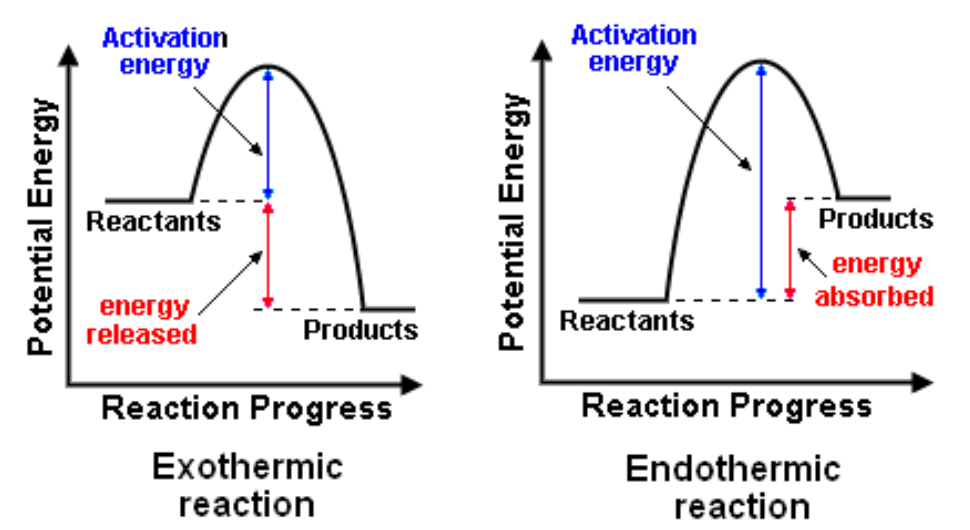 Activation
energy
Potential Energy
Reactants
energy
released
Products
Reaction Progress
Exothermic
reaction
Activation
energy
Potential Energy
Products
energy
absorbed
Reactants
Reaction Progress
Endothermic
reaction